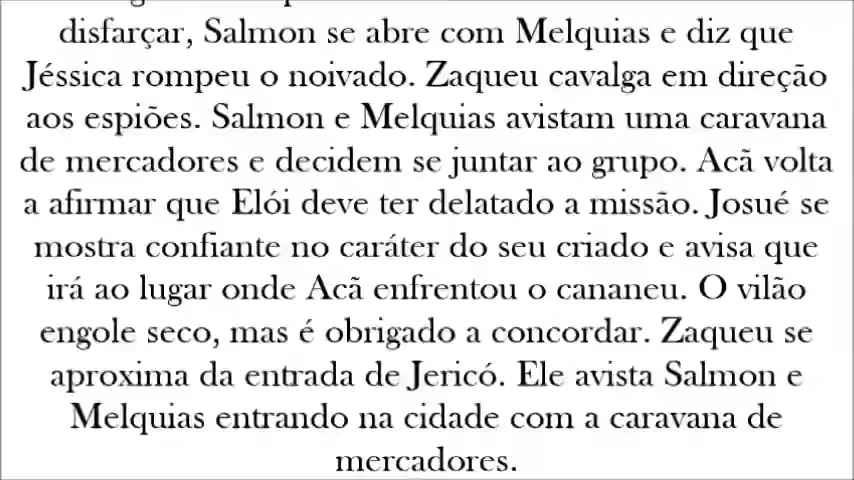 disfarçar, Salmon se abre com Melquias e diz que
Jéssica rompeu o noivado. Zaqueu cavalga em direção
aos espiões. Salmon e Melquias avistam uma caravana
de mercadores e decidem se juntar ao grupo. Acã volta
a afirmar que Elói deve ter delatado a missão. Josué se
mostra confiante no caráter do seu criado e avisa que
irá ao lugar onde Acã enfrentou o cananeu. O vilão
engole seco, mas é obrigado a concordar. Zaqueu se
aproxima da entrada de Jericó. Ele avista Salmon e
Melquias entrando na cidade com a caravana de
mercadores.